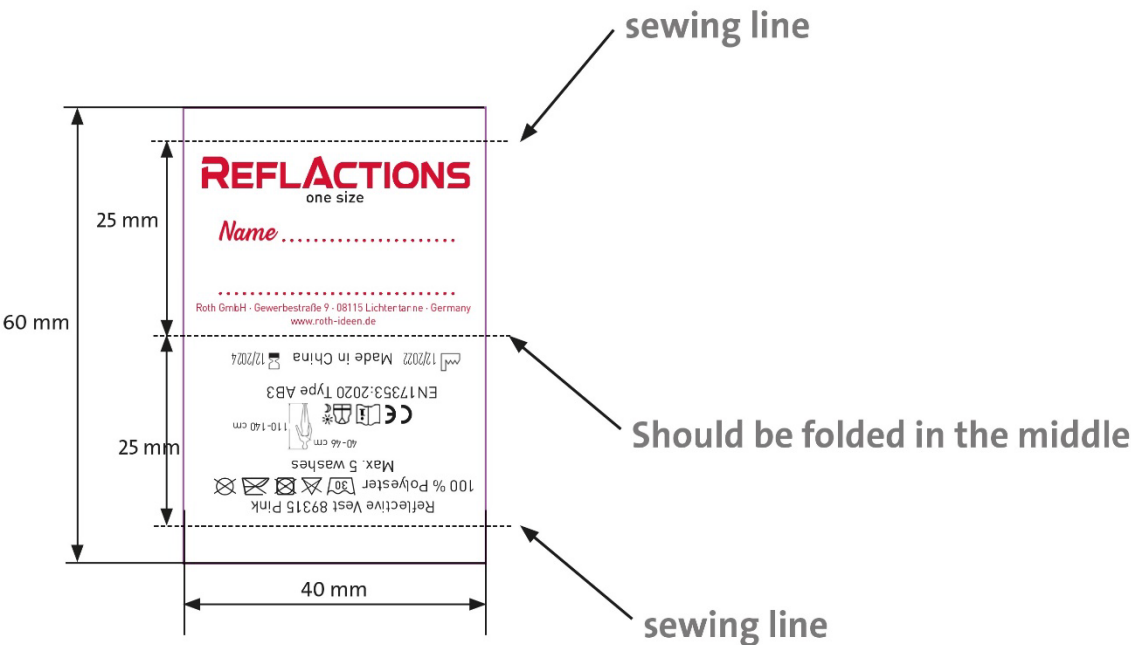 sewing line
REFLACTIONS
one size
25 mm
Name ........................
........................
Roth GmbH · Gewerbestraße 9 · 08115 Lichtertanne · Germany
www.roth-ideen.de
60 mm
Should be folded in the middle
25 mm
Reflective Vest 89315 Pink
100 % Polyester 30
Max. 5 washes
40-46 cm
110-140 cm
CE
EN17353:2020 Type AB3
12/2022 Made in China 12/2024
40 mm
sewing line